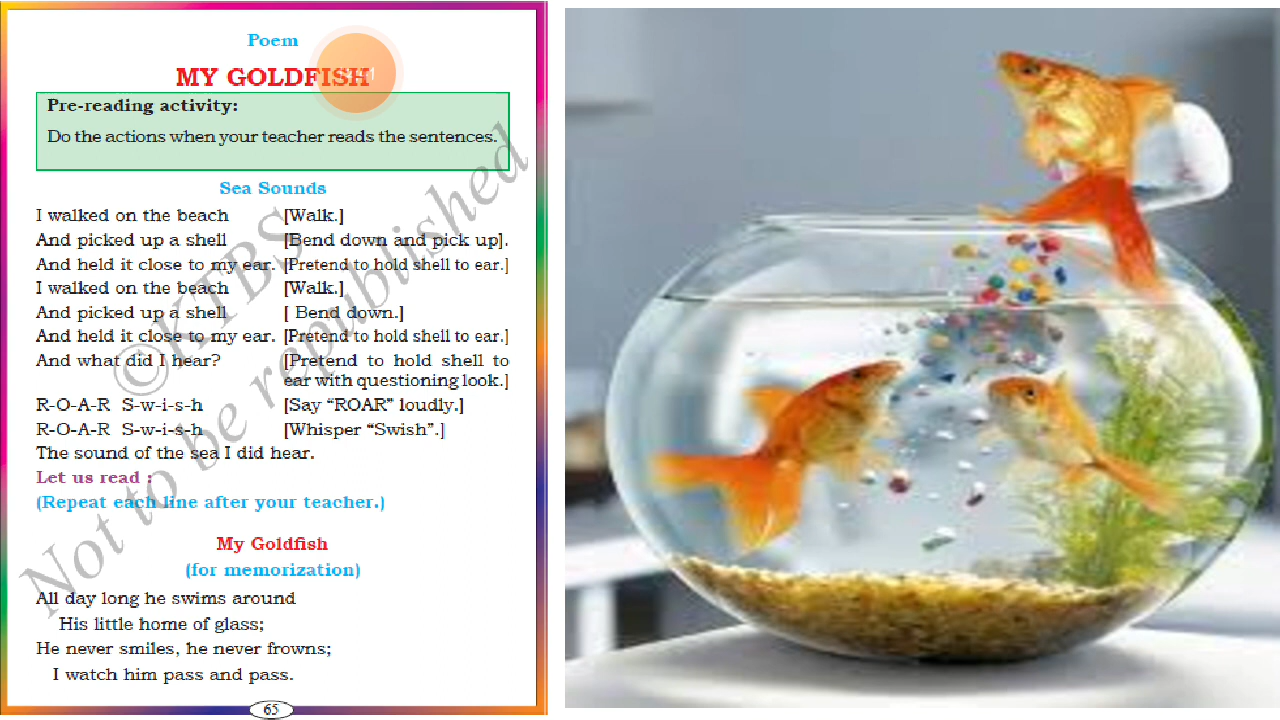 Poem
MY GOLDFISH
Pre-reading activity:
Do the actions when your teacher reads the sentences.
Sea Sounds
I walked on the beach [Walk.]
And picked up a shell [Bend down and pick up].
And held it close to my ear. [Pretend to hold shell to ear.]
I walked on the beach [Walk.]
And picked up a shell [ Bend down.]
And held it close to my ear. [Pretend to hold shell to ear.]
And what did I hear? [Pretend to hold shell to
ear with questioning look.]
R-O-A-R S-w-i-s-h [Say “ROAR” loudly.]
R-O-A-R S-w-i-s-h [Whisper “Swish”.]
The sound of the sea I did hear.
Let us read :
(Repeat each line after your teacher.)
My Goldfish
(for memorization)
All day long he swims around
His little home of glass;
He never smiles, he never frowns;
I watch him pass and pass.
65
©KTBS
Not to be republished